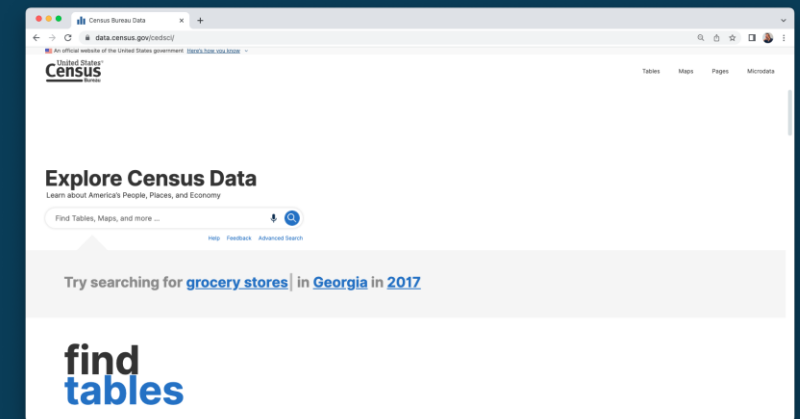 Census Bureau Data
data.census.gov/cedsci/
An official website of the United States government Here's how you know
United States®
Census
Bureau
Tables Maps Pages Microdata
Explore Census Data
Learn about America's People, Places, and Economy
Find Tables, Maps, and more ...
Help Feedback Advanced Search
Try searching for grocery stores| in Georgia in 2017
find
tables